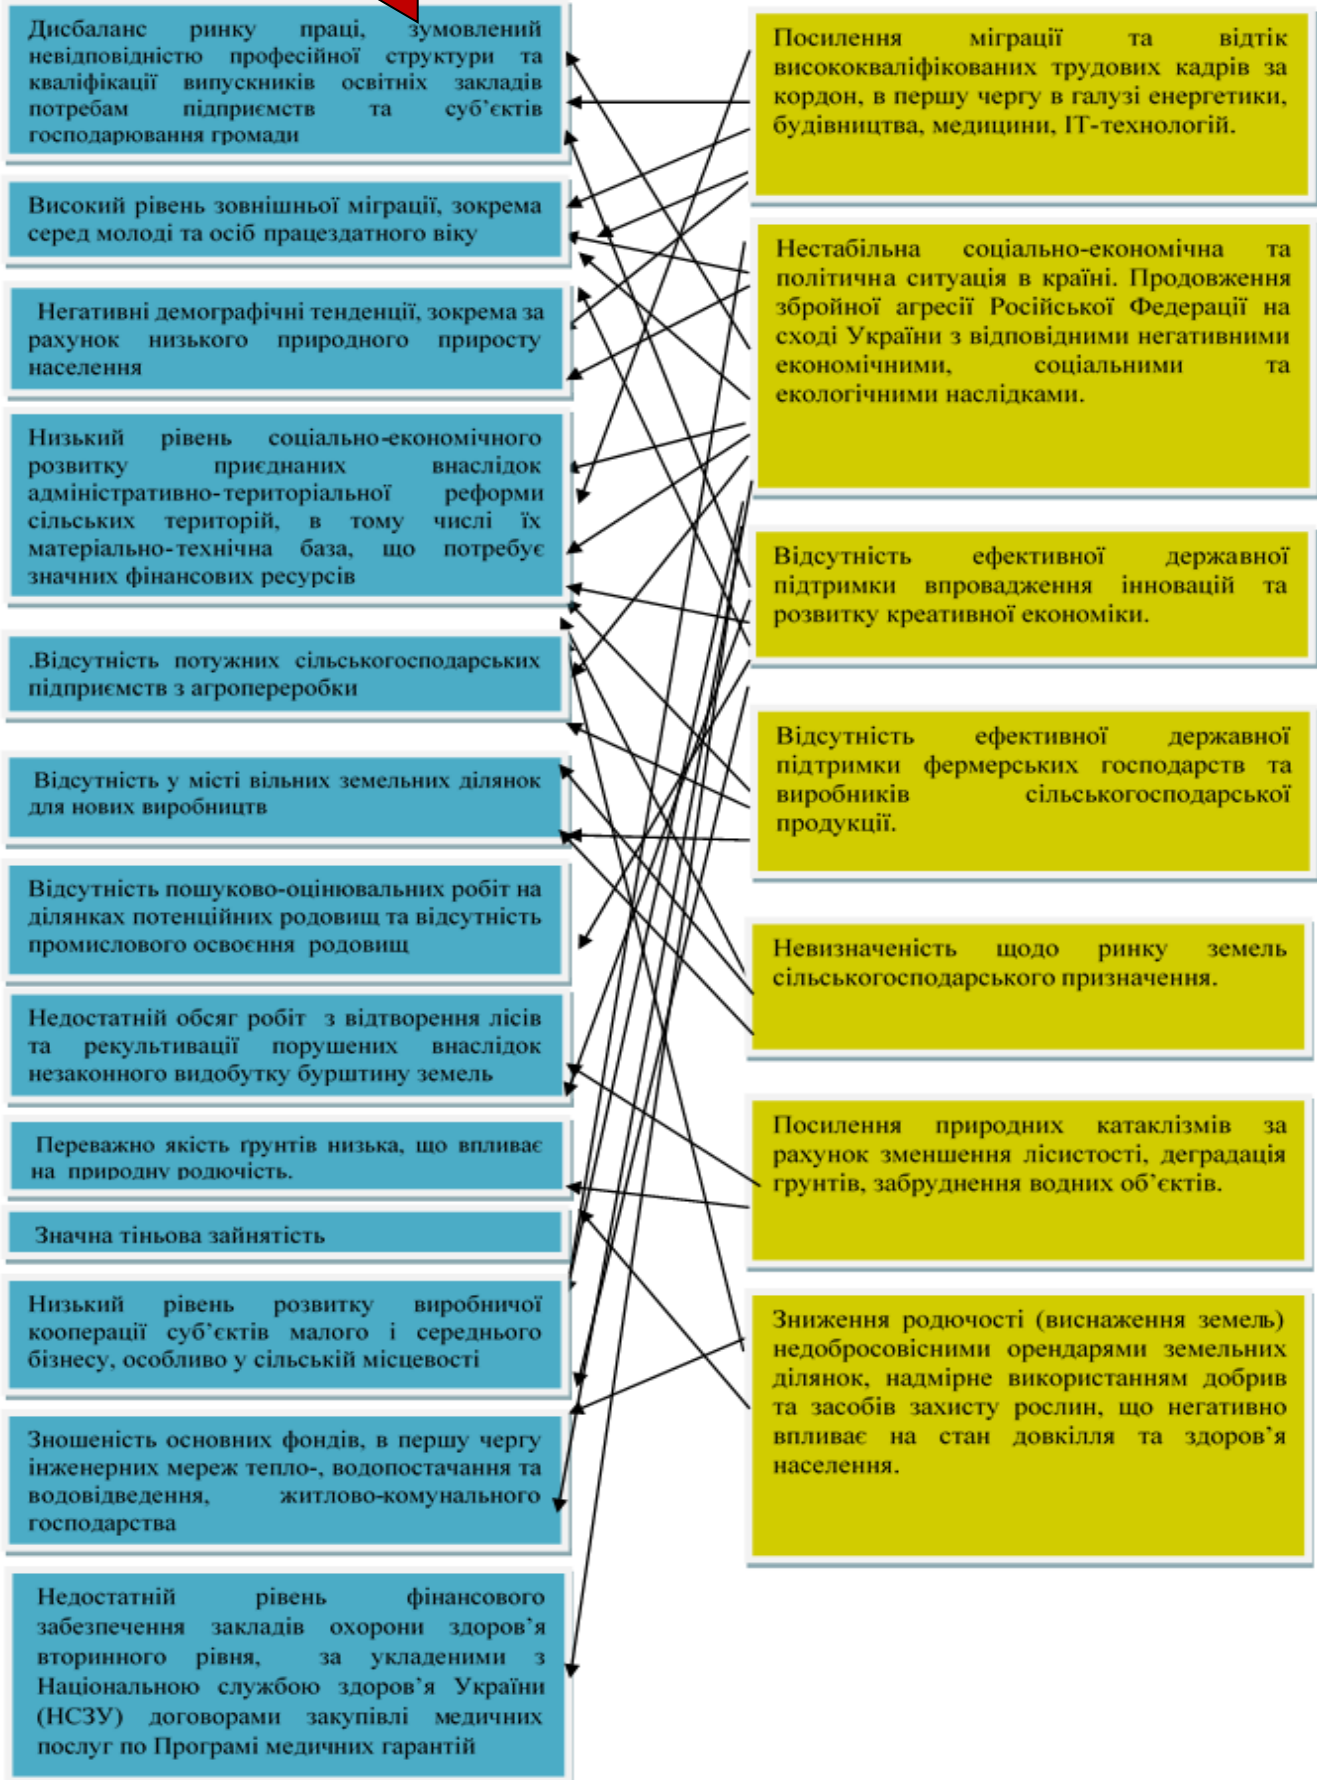 Дисбаланс ринку праці, зумовлений
невідповідністю професійної структури та
кваліфікації випускників освітніх закладів
потребам підприємств та суб’єктів
господарювання громади
Високий рівень зовнішньої міграції, зокрема
серед молоді та осіб працездатного віку
Негативні демографічні тенденції, зокрема за
рахунок низького природного приросту
населення
Низький рівень соціально-економічного
розвитку приєднаних внаслідок
адміністративно-територіальної реформи
сільських територій, в тому числі їх
матеріально-технічна база, що потребує
значних фінансових ресурсів
.Відсутність потужних сільськогосподарських
підприємств з агропереробки
Відсутність у місті вільних земельних ділянок
для нових виробництв
Відсутність пошуково-оцінювальних робіт на
ділянках потенційних родовищ та відсутність
промислового освоєння родовищ
Недостатній обсяг робіт з відтворення лісів
та рекультивації порушених внаслідок
незаконного видобутку бурштину земель
Переважно якість ґрунтів низька, що впливає
на природну родючість.
Значна тіньова зайнятість
Низький рівень розвитку виробничої
кооперації суб’єктів малого і середнього
бізнесу, особливо у сільській місцевості
Зношеність основних фондів, в першу чергу
інженерних мереж тепло-, водопостачання та
водовідведення, житлово-комунального
господарства
Недостатній рівень фінансового
забезпечення закладів охорони здоров’я
вторинного рівня, за укладеними з
Національною службою здоров’я України
(НСЗУ) договорами закупівлі медичних
послуг по Програмі медичних гарантій
Посилення міграції та відтік
висококваліфікованих трудових кадрів за
кордон, в першу чергу в галузі енергетики,
будівництва, медицини, ІТ-технологій.
Нестабільна соціально-економічна та
політична ситуація в країні. Продовження
збройної агресії Російської Федерації на
сході України з відповідними негативними
економічними, соціальними та
екологічними наслідками.
Відсутність ефективної державної
підтримки впровадження інновацій та
розвитку креативної економіки.
Відсутність ефективної державної
підтримки фермерських господарств та
виробників сільськогосподарської
продукції.
Невизначеність щодо ринку земель
сільськогосподарського призначення.
Посилення природних катаклізмів за
рахунок зменшення лісистості, деградація
грунтів, забруднення водних об’єктів.
Зниження родючості (виснаження земель)
недобросовісними орендарями земельних
ділянок, надмірне використанням добрив
та засобів захисту рослин, що негативно
впливає на стан довкілля та здоров’я
населення.